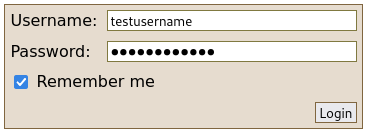 Username: testusername
Password: ●●●●●●●●●●●●
Remember me
Login